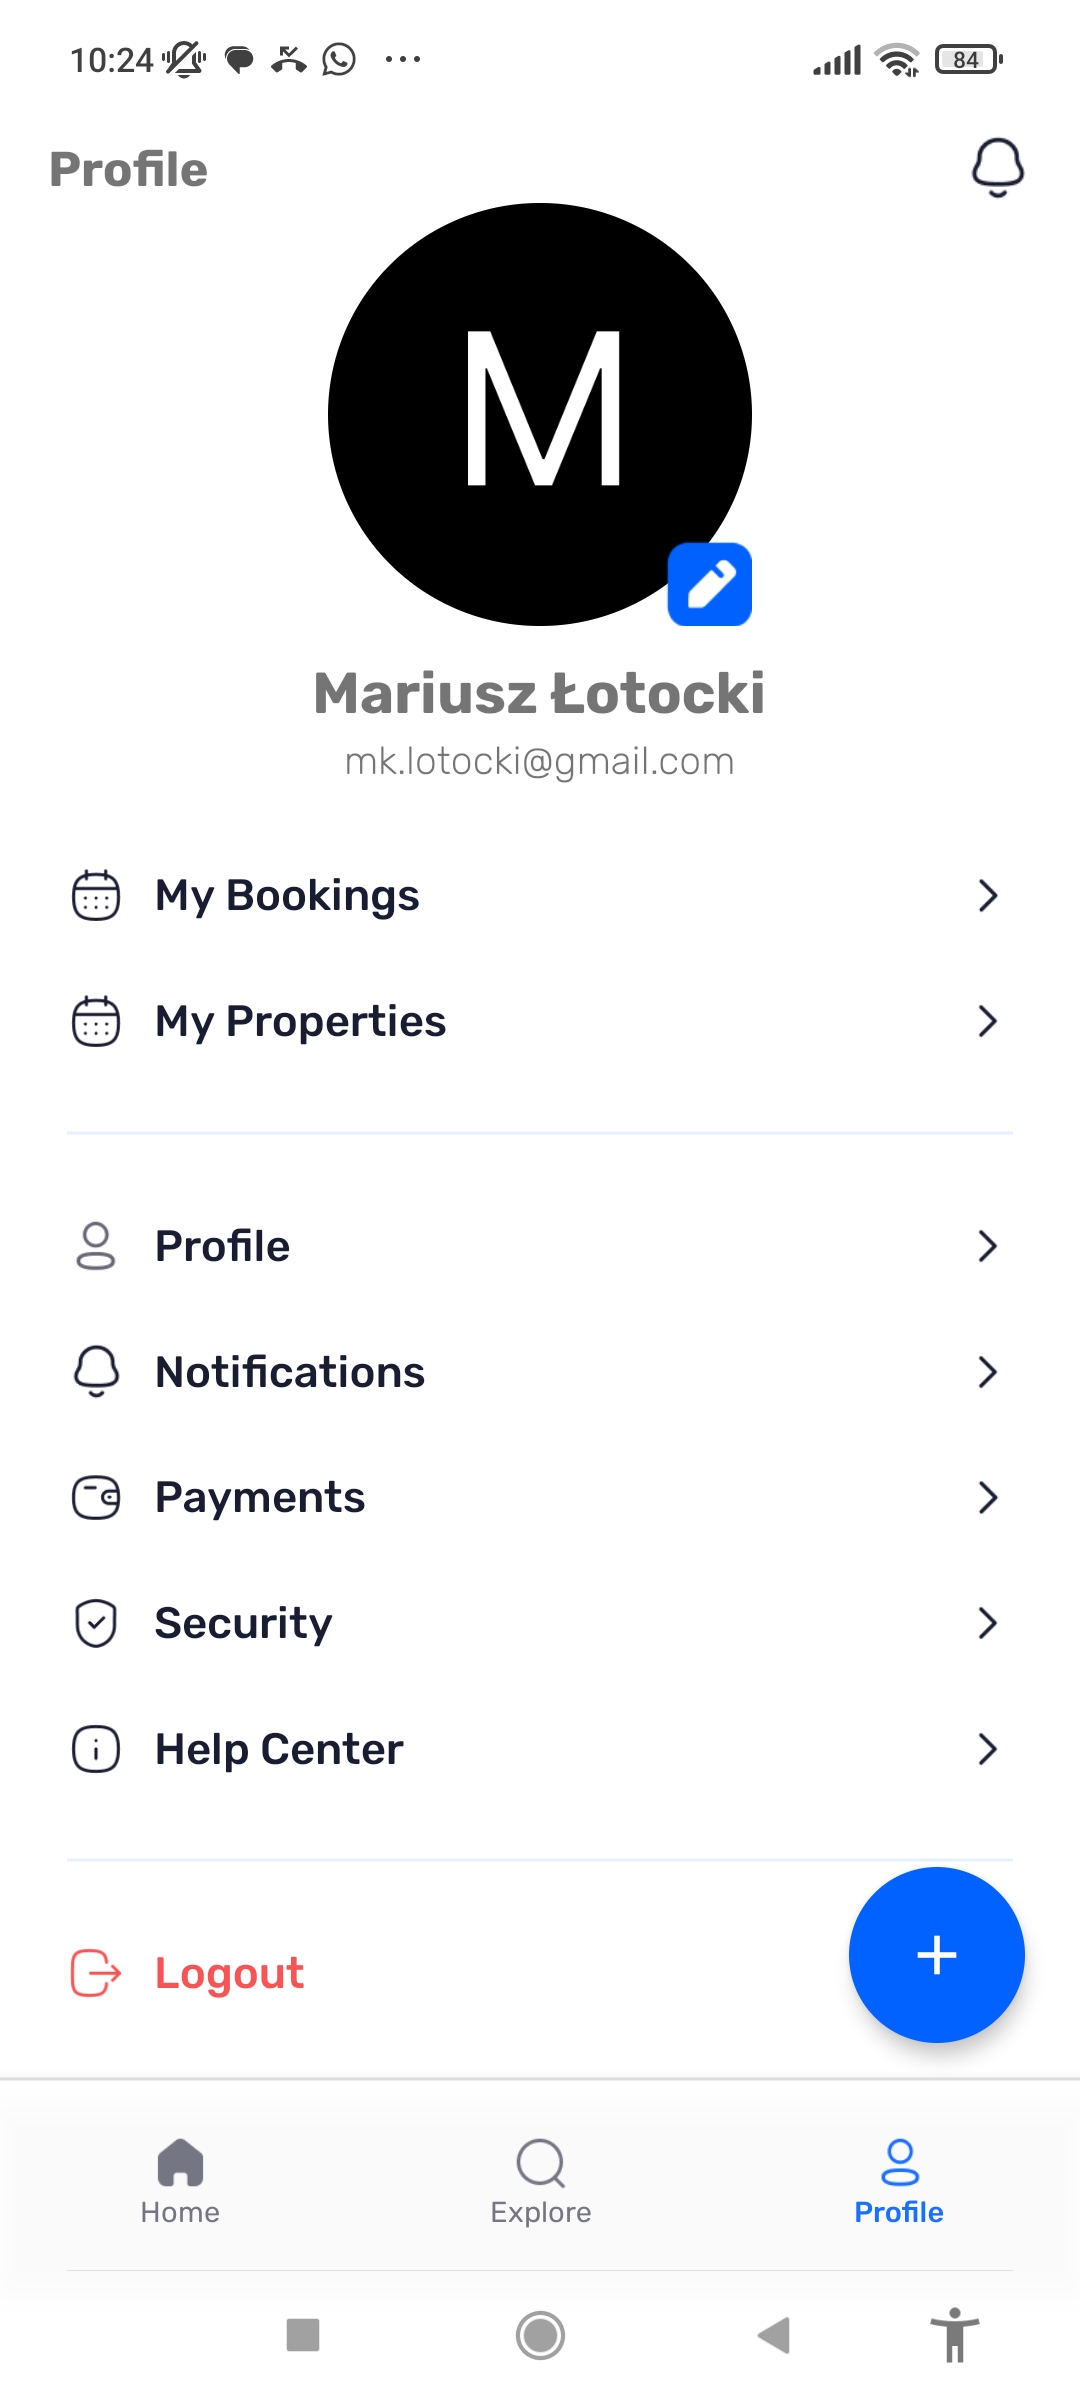 10:24
84
Profile
M
Mariusz Łotocki
mk.lotocki@gmail.com
My Bookings
My Properties
Profile
Notifications
Payments
Security
Help Center
Logout
Home
Explore
Profile